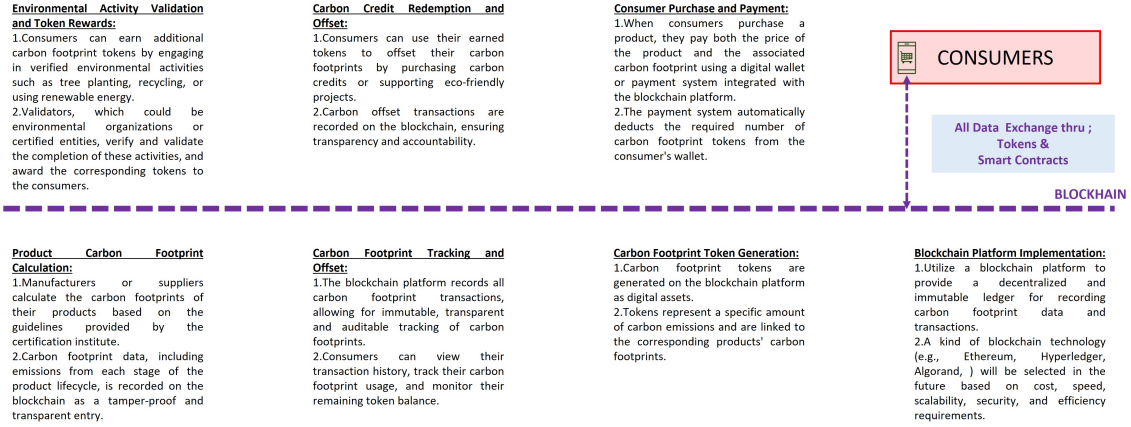 Environmental Activity Validation
and Token Rewards:
1.Consumers can earn additional
carbon footprint tokens by engaging
in verified environmental activities
such as tree planting, recycling, or
using renewable energy.
2.Validators, which could be
environmental organizations or
certified entities, verify and validate
the completion of these activities, and
award the corresponding tokens to
the consumers.
Carbon Credit Redemption and
Offset:
1.Consumers can use their earned
tokens to offset their carbon
footprints by purchasing carbon
credits or supporting eco-friendly
projects.
2.Carbon offset transactions are
recorded on the blockchain, ensuring
transparency and accountability.
Consumer Purchase and Payment:
1.When consumers purchase a
product, they pay both the price of
the product and the associated
carbon footprint using a digital wallet
or payment system integrated with
the blockchain platform.
2.The payment system automatically
deducts the required number of
carbon footprint tokens from the
consumer's wallet.
CONSUMERS
All Data Exchange thru ;
Tokens &
Smart Contracts
BLOCKHAIN
Product Carbon Footprint
Calculation:
1.Manufacturers or suppliers
calculate the carbon footprints of
their products based on the
guidelines provided by the
certification institute.
2.Carbon footprint data, including
emissions from each stage of the
product lifecycle, is recorded on the
blockchain as a tamper-proof and
transparent entry.
Carbon Footprint Tracking and
Offset:
1.The blockchain platform records all
carbon footprint transactions,
allowing for immutable, transparent
and auditable tracking of carbon
footprints.
2.Consumers can view their
transaction history, track their carbon
footprint usage, and monitor their
remaining token balance.
Carbon Footprint Token Generation:
1.Carbon footprint tokens are
generated on the blockchain platform
as digital assets.
2.Tokens represent a specific amount
of carbon emissions and are linked to
the corresponding products' carbon
footprints.
Blockchain Platform Implementation:
1.Utilize a blockchain platform to
provide a decentralized and
immutable ledger for recording
carbon footprint data and
transactions.
2.A kind of blockchain technology
(e.g., Ethereum, Hyperledger,
Algorand, ) will be selected in the
future based on cost, speed,
scalability, security, and efficiency
requirements.